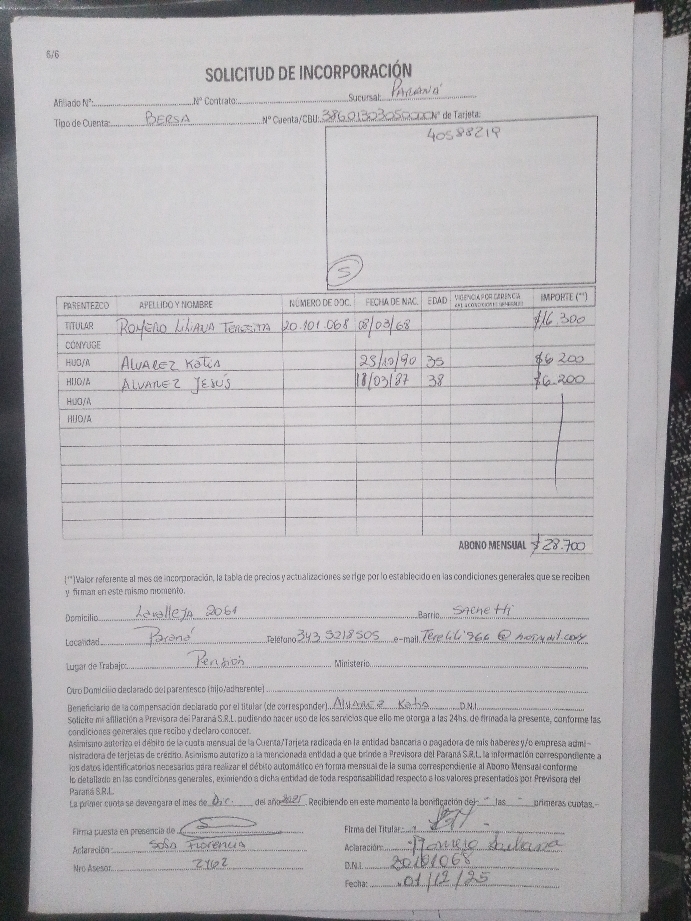 6/6
SOLICITUD DE INCORPORACIÓN
Afiliado N°: N° Contrato: Sucursal: PARANÁ
Tipo de Cuenta: BERSA N° Cuenta/CBU: N° de Tarjeta:
40588219
S
PARENTEZCO APELLIDO Y NOMBRE NÚMERO DE DOC. FECHA DE NAC. EDAD VIGENCIA POR CARENCIA IMPORTE (**)
TITULAR ROMERO LILIANA TERESITA 20.101.068 08/03/68 $16.300
CONYUGE
HIJO/A ALVAREZ KATIA 35 $6.200
HIJO/A ALVAREZ JESÚS 18/03/87 38 $6.200
HIJO/A
HIJO/A
ABONO MENSUAL $28.700
(**)Valor referente al mes de incorporación, la tabla de precios y actualizaciones se rige por lo establecido en las condiciones generales que se reciben
y firman en este mismo momento.
Domicilio Lavalleja 2061 Barrio SACHETTI
Localidad Paraná Teléfono 343 5218505 e-mail
Lugar de Trabajo: Pensión Ministerio
Otro Domicilio declarado del parentesco (hijo/adherente)
Beneficiario de la compensación declarado por el titular (de corresponder) ALVAREZ Katia D.N.I.
Solicito mi afiliación a Previsora del Paraná S.R.L. pudiendo hacer uso de los servicios que ello me otorga a las 24hs. de firmada la presente, conforme las
condiciones generales que recibo y declaro conocer.
Asimismo autorizo el débito de la cuota mensual de la Cuenta/Tarjeta radicada en la entidad bancaria o pagadora de mis haberes y/o empresa admi-
nistradora de tarjetas de crédito. Asimismo autorizo a la mencionada entidad a que brinde a Previsora del Paraná S.R.L. la información correspondiente a
los datos identificatorios necesarios para realizar el débito automático en forma mensual de la suma correspondiente al Abono Mensual conforme
lo detallado en las condiciones generales, eximiendo a dicha entidad de toda responsabilidad respecto a los valores presentados por Previsora del
Paraná S.R.L.
La primer cuota se devengara el mes de Dic. del año 2025 Recibiendo en este momento la bonificación de - las - primeras cuotas.-
Firma puesta en presencia de Firma del Titular:
Aclaración: Florencia Aclaración: Romero Liliana
Nro Asesor 2762 D.N.I. 20101068
Fecha: 01/12/25